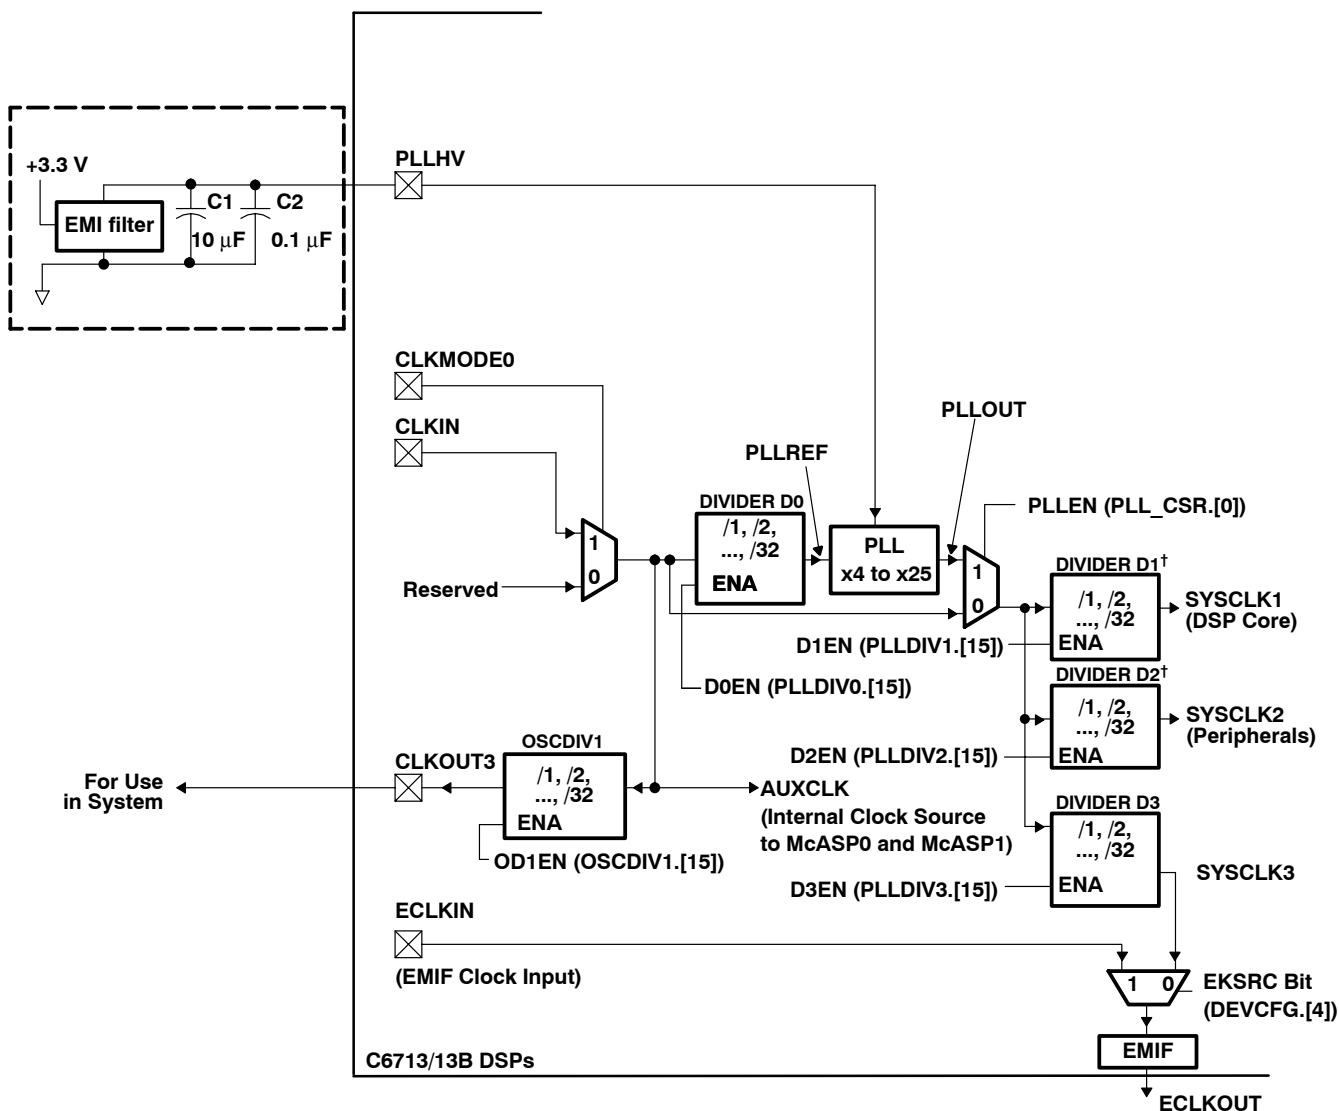 PLLHV
+3.3 V
C1
C2
EMI filter
10 µF
0.1 µF
CLKMODE0
CLKIN
PLLOUT
PLLREF
DIVIDER D0
PLLEN (PLL_CSR.[0])
/1, /2,
..., /32
ENA
PLL
x4 to x25
1
0
1
0
Reserved
DIVIDER D1†
/1, /2,
..., /32
ENA
SYSCLK1
(DSP Core)
D1EN (PLLDIV1.[15])
D0EN (PLLDIV0.[15])
DIVIDER D2†
/1, /2,
..., /32
ENA
SYSCLK2
(Peripherals)
D2EN (PLLDIV2.[15])
OSCDIV1
CLKOUT3
For Use
in System
/1, /2,
..., /32
ENA
AUXCLK
(Internal Clock Source
to McASP0 and McASP1)
OD1EN (OSCDIV1.[15])
DIVIDER D3
/1, /2,
..., /32
ENA
SYSCLK3
D3EN (PLLDIV3.[15])
ECLKIN
(EMIF Clock Input)
1 0
EKSRC Bit
(DEVCFG.[4])
EMIF
C6713/13B DSPs
ECLKOUT